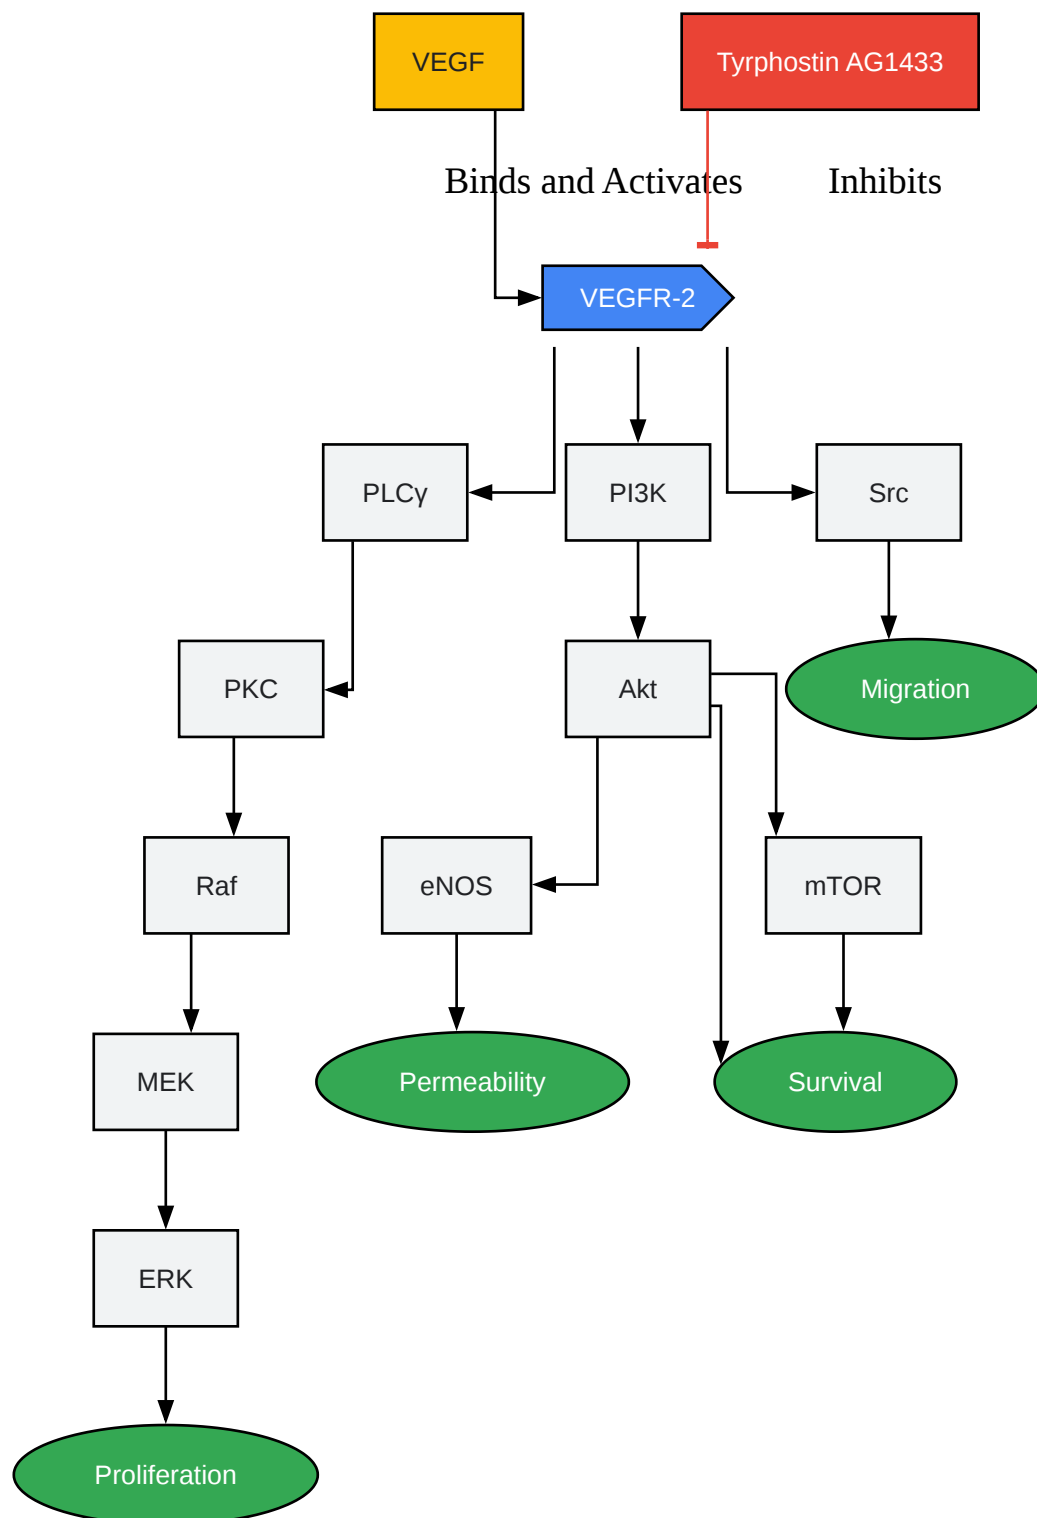 VEGF
Tyrphostin AG1433
Binds and Activates
Inhibits
VEGFR-2
PLCγ
PI3K
Src
PKC
Akt
Migration
Raf
eNOS
mTOR
MEK
Permeability
Survival
ERK
Proliferation